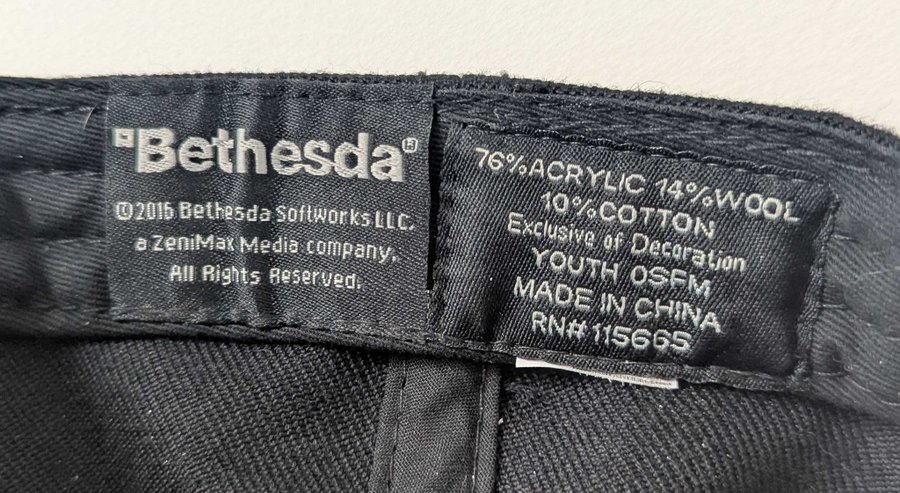 Bethesda®
©2016 Bethesda Softworks LLC.
a ZeniMax Media company.
All Rights Reserved.
76%ACRYLIC 14%WOOL
10%COTTON
Exclusive of Decoration
YOUTH OSFM
MADE IN CHINA
RN#115665